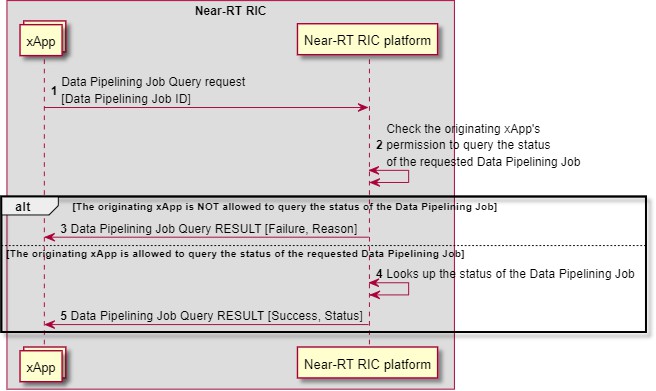 Near-RT RIC
xApp
Near-RT RIC platform
Data Pipelining Job Query request
1
[Data Pipelining Job ID]
Check the originating xApp's
2 permission to query the status
of the requested Data Pipelining Job
alt [The originating xApp is NOT allowed to query the status of the Data Pipelining Job]
3 Data Pipelining Job Query RESULT [Failure, Reason]
[The originating xApp is allowed to query the status of the requested Data Pipelining Job]
4 Looks up the status of the Data Pipelining Job
5 Data Pipelining Job Query RESULT [Success, Status]
xApp
Near-RT RIC platform